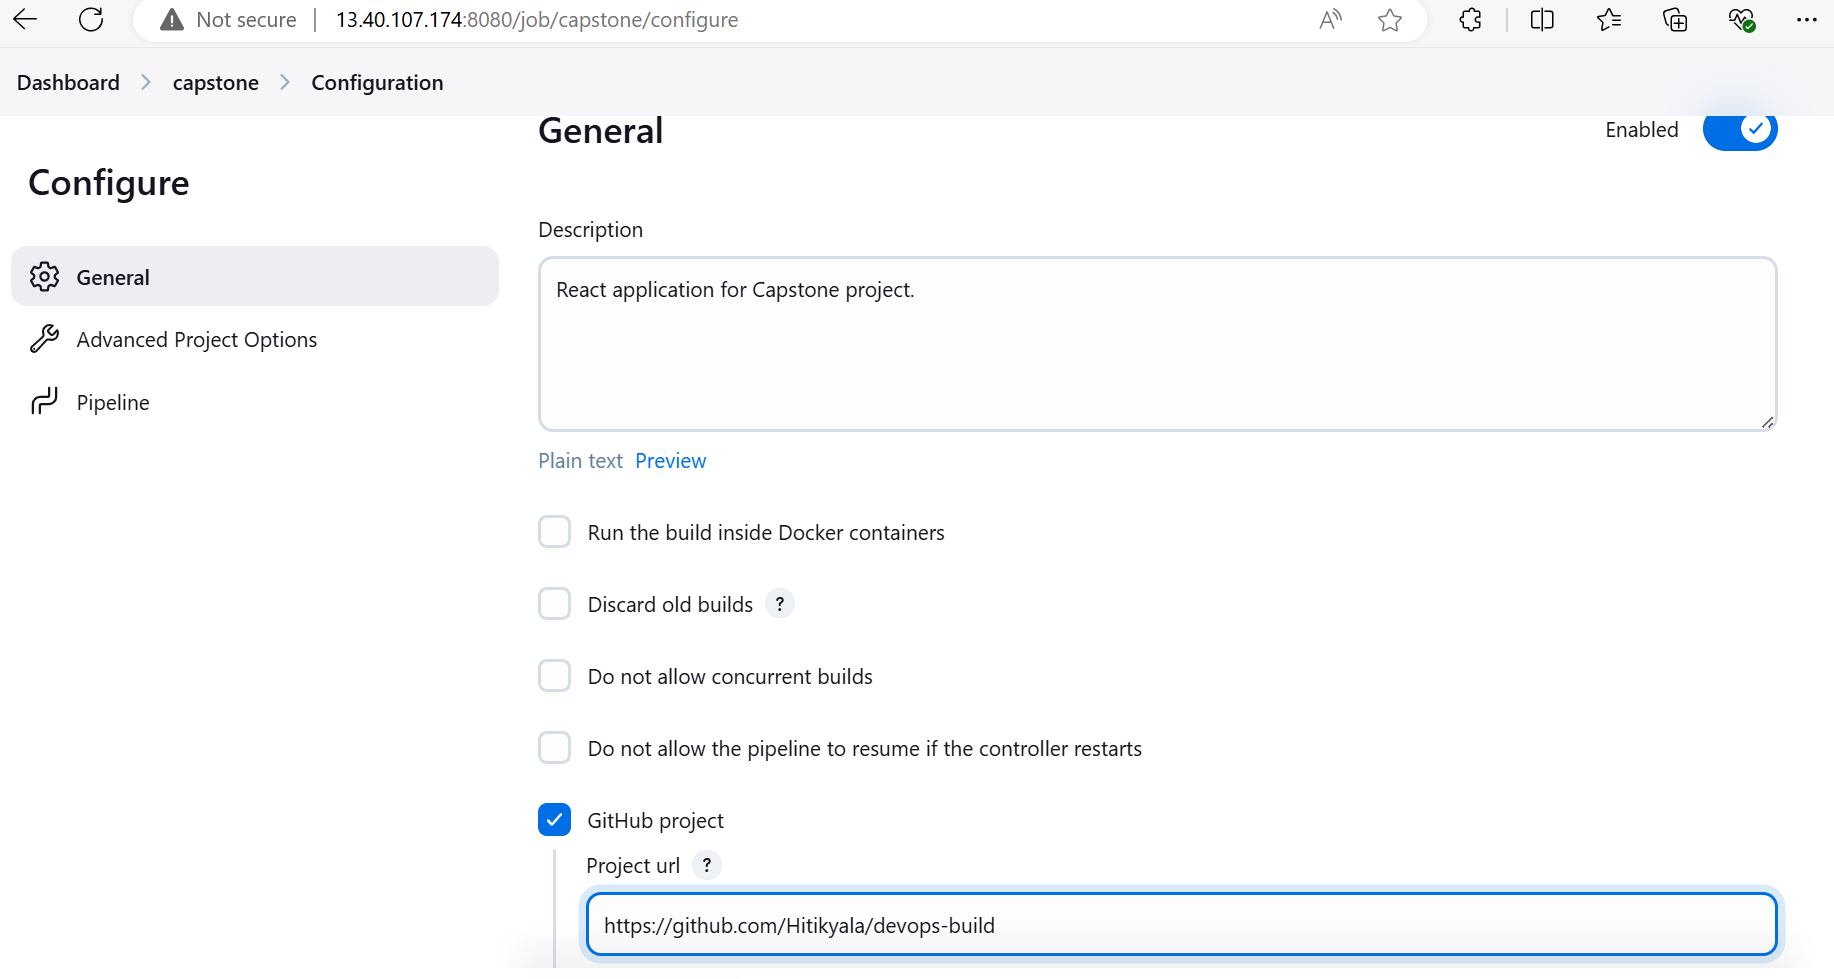 Not secure | 13.40.107.174:8080/job/capstone/configure
Dashboard > capstone > Configuration
General
Enabled
Configure
General
Advanced Project Options
Pipeline
Description
React application for Capstone project.
Plain text Preview
Run the build inside Docker containers
Discard old builds ?
Do not allow concurrent builds
Do not allow the pipeline to resume if the controller restarts
GitHub project
Project url ?
https://github.com/Hitikyala/devops-build